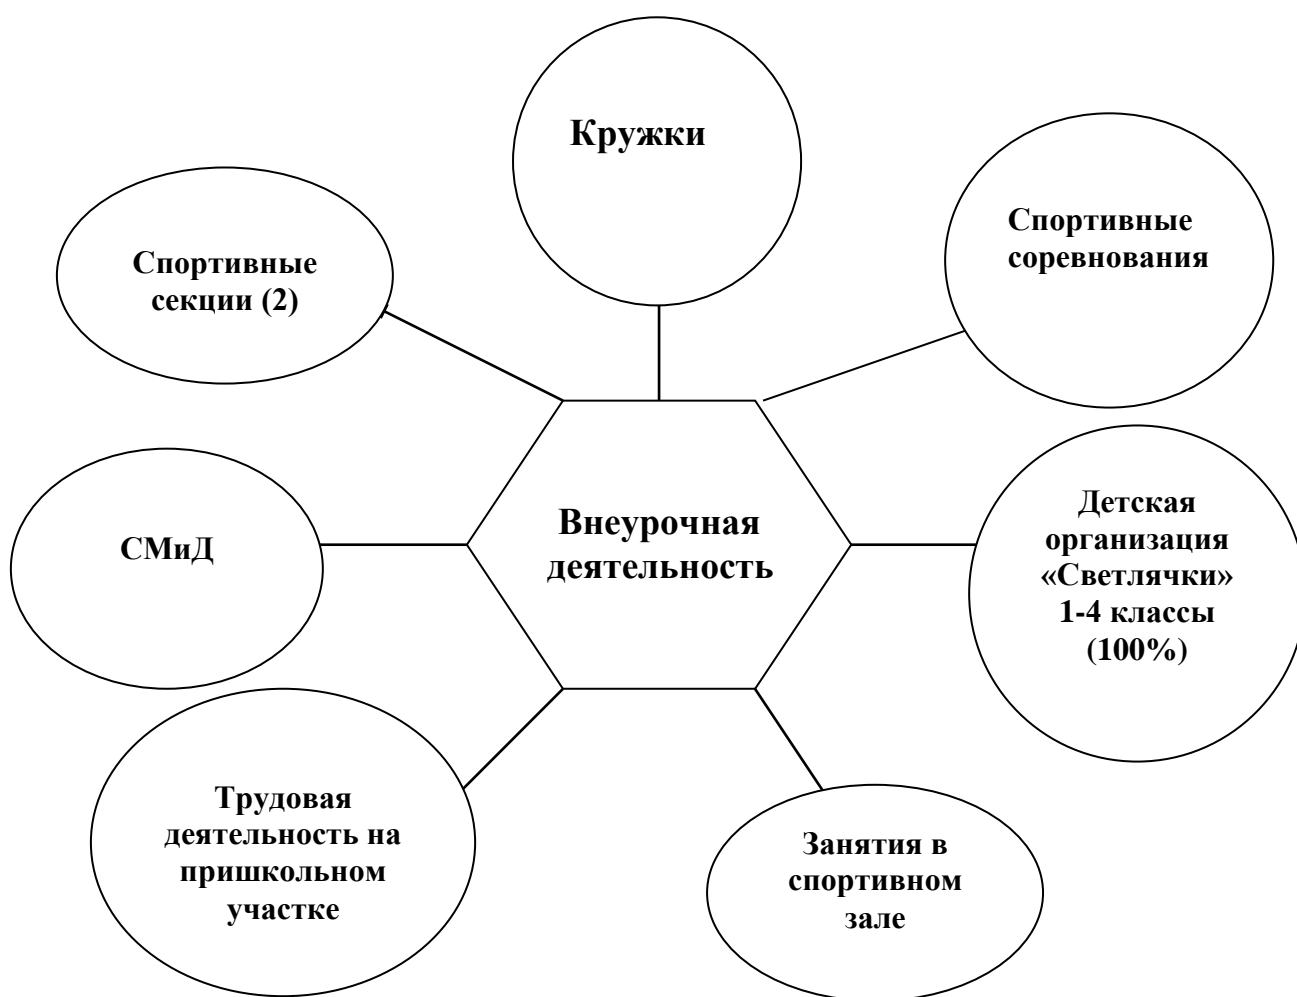 Кружки
Спортивные
соревнования
Спортивные
секции (2)
Внеурочная
деятельность
Детская
организация
«Светлячки»
1-4 классы
(100%)
СМиД
Трудовая
деятельность на
пришкольном
участке
Занятия в
спортивном
зале